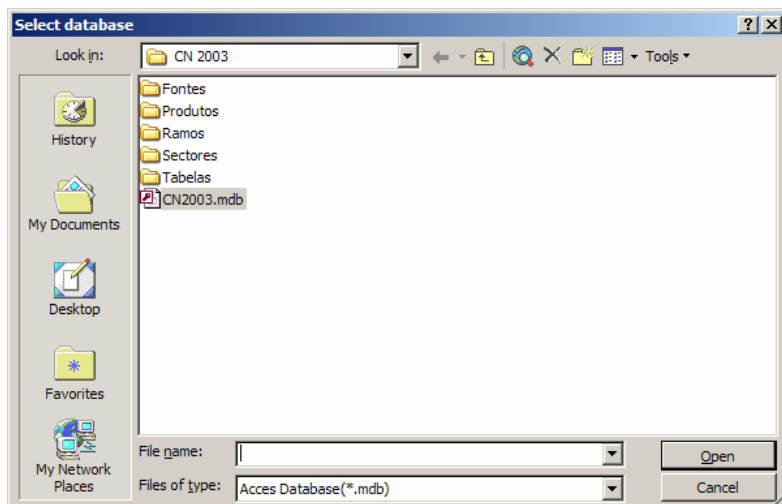 Select database
Look in:
CN 2003
Tools
History
My Documents
Desktop
Favorites
My Network
Places
Fontes
Produtos
Ramos
Sectores
Tabelas
CN2003.mdb
File name:
Open
Files of type:
Acces Database(*.mdb)
Cancel